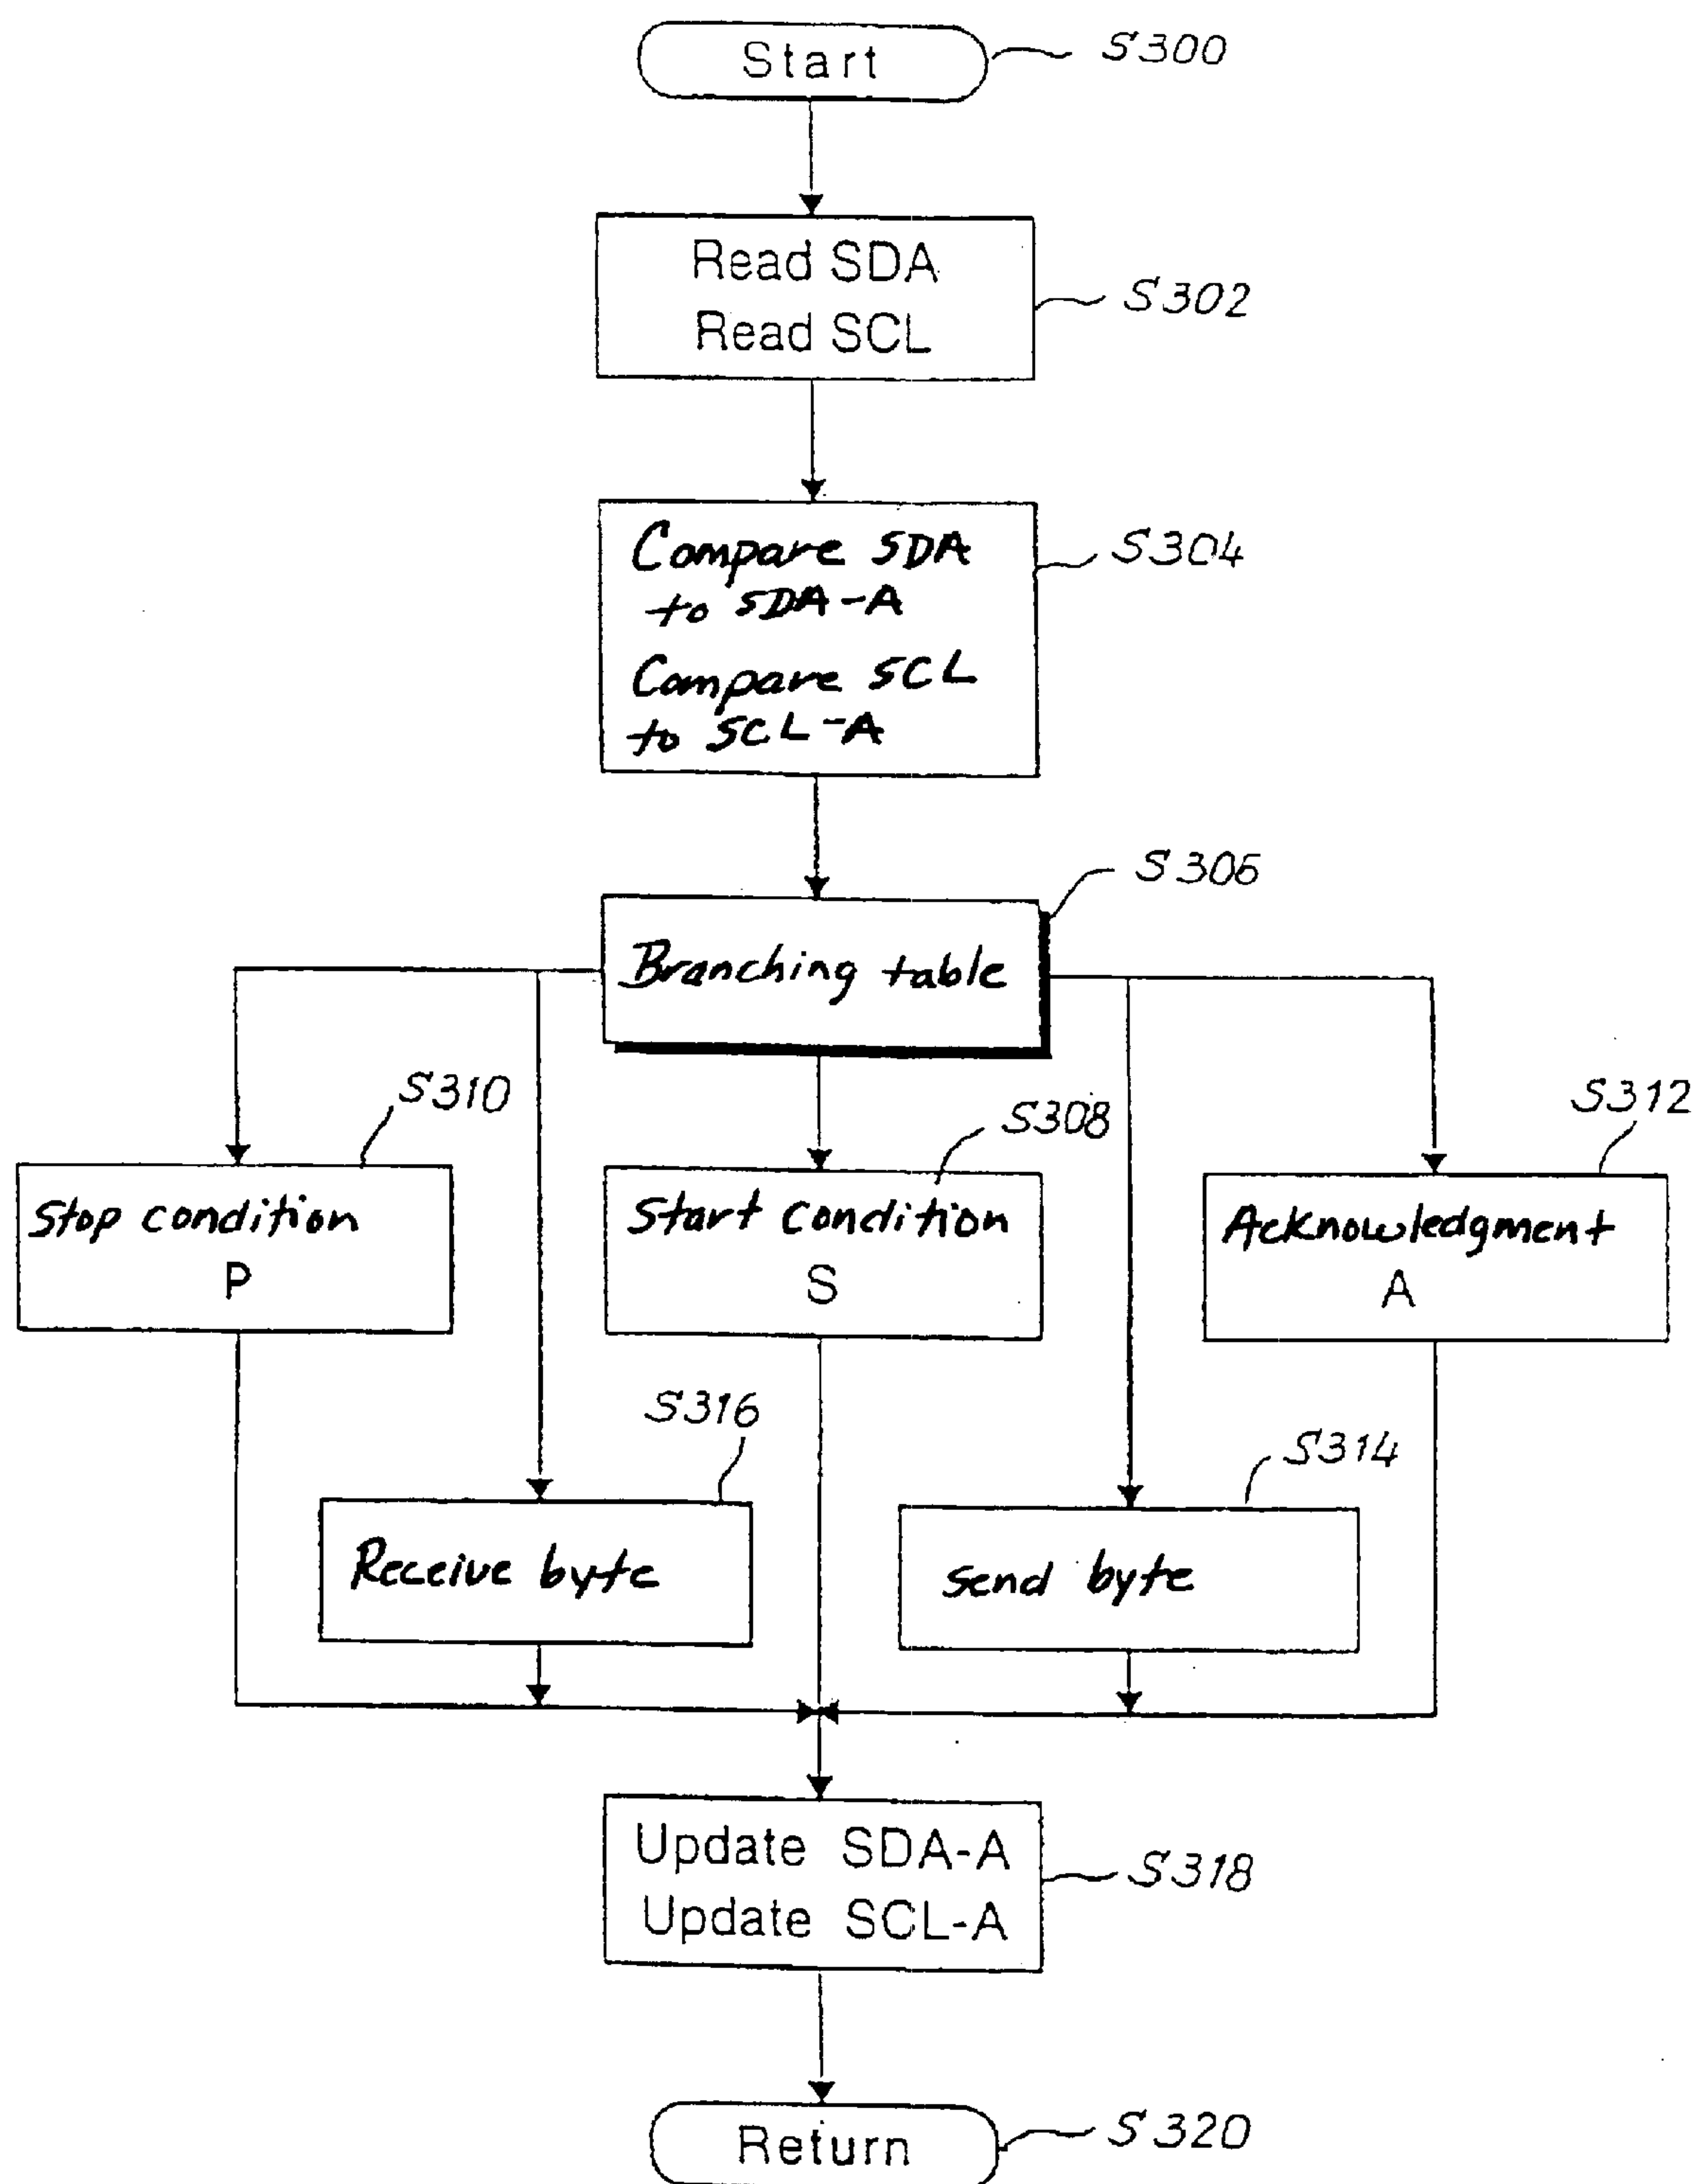 Start
S300
Read SDA
Read SCL
S302
Compare SDA
to SDA-A
Compare SCL
to SCL-A
S304
S306
Branching table
S310
S308
S312
Stop condition
P
Start condition
S
Acknowledgment
A
S316
S314
Receive byte
send byte
Update SDA-A
Update SCL-A
S318
Return
S320